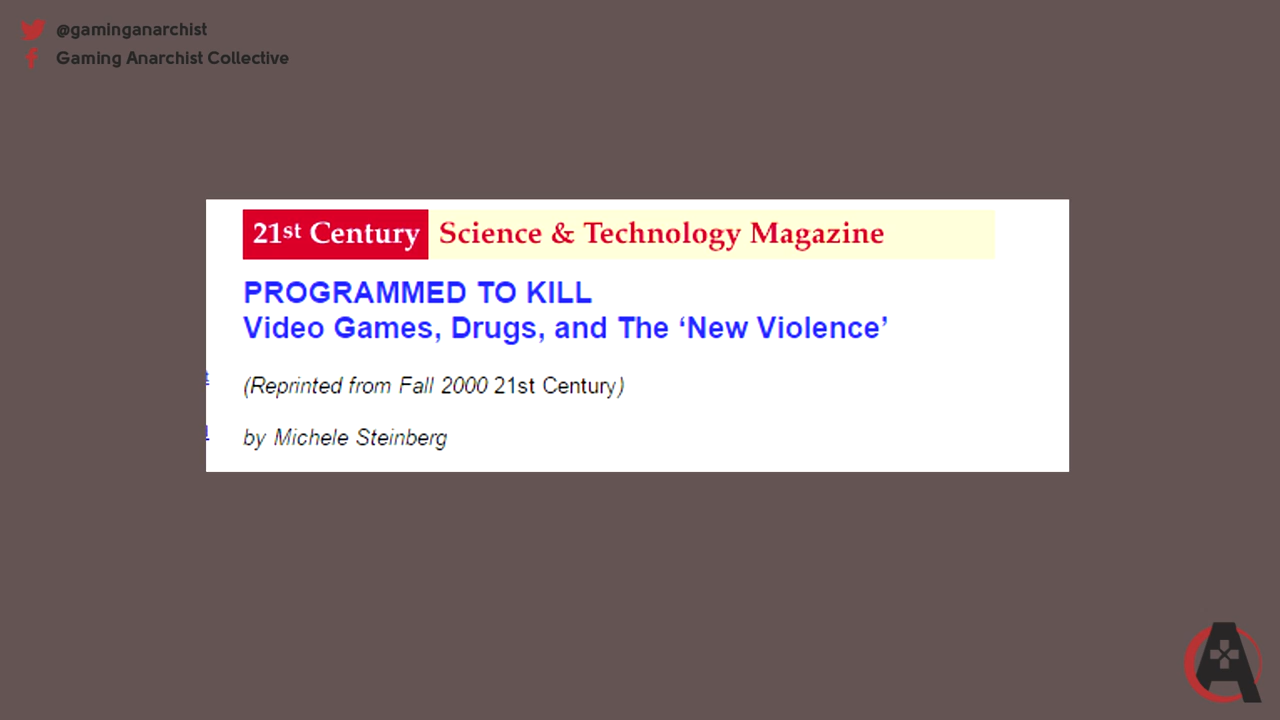 @gaminganarchist
Gaming Anarchist Collective
21st Century Science & Technology Magazine
PROGRAMMED TO KILL
Video Games, Drugs, and The ‘New Violence’
(Reprinted from Fall 2000 21st Century)
by Michele Steinberg